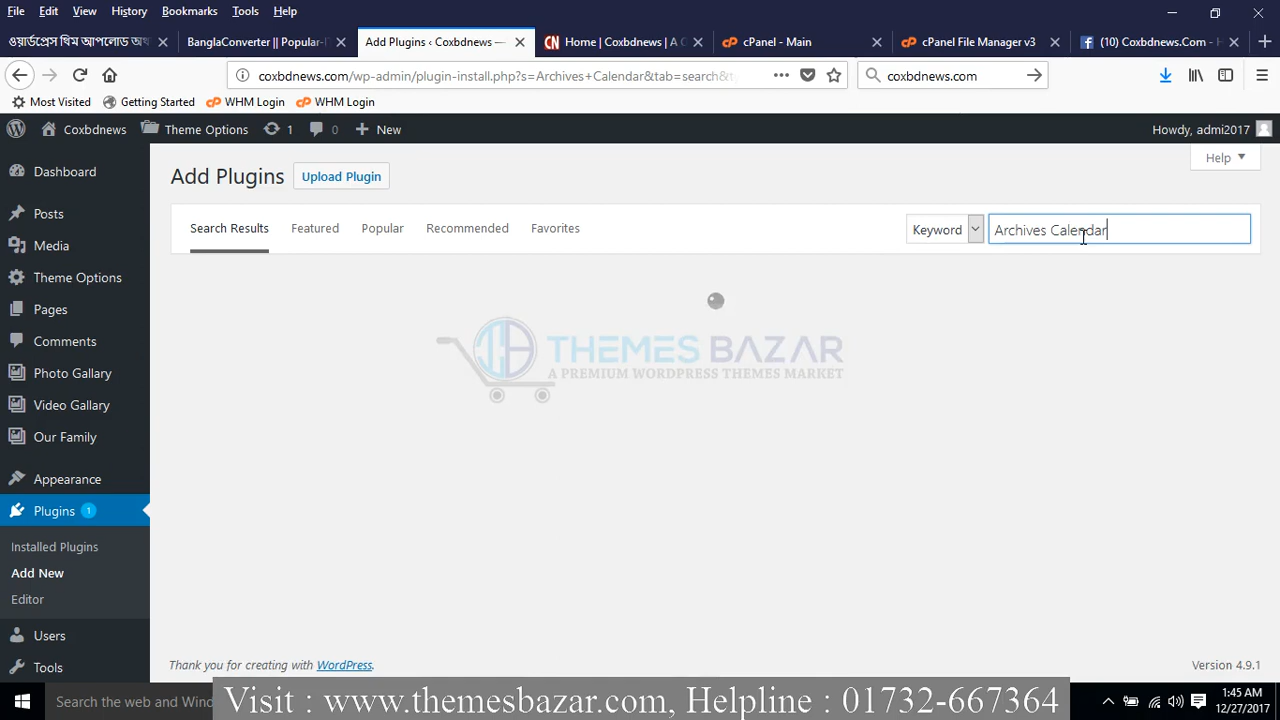 File Edit View History Bookmarks Tools Help
ওয়ার্ডপ্রেস থিম আপলোড অথ BanglaConverter || Popular-I Add Plugins ‹ Coxbdnews — Home | Coxbdnews | A C cPanel - Main cPanel File Manager v3 (10) Coxbdnews.Com - H
coxbdnews.com/wp-admin/plugin-install.php?s=Archives+Calendar&tab=search& coxbdnews.com
Most Visited Getting Started WHM Login WHM Login
Coxbdnews Theme Options 1 0 New Howdy, admi2017
Help
Add Plugins Upload Plugin
Search Results Featured Popular Recommended Favorites Keyword Archives Calendar
THEMES BAZAR
A PREMIUM WORDPRESS THEMES MARKET
Dashboard
Posts
Media
Theme Options
Pages
Comments
Photo Gallary
Video Gallary
Our Family
Appearance
Plugins 1
Installed Plugins
Add New
Editor
Users
Tools
Thank you for creating with WordPress. Version 4.9.1
Search the web and Wind
Visit : www.themesbazar.com, Helpline : 01732-667364
1:45 AM
12/27/2017